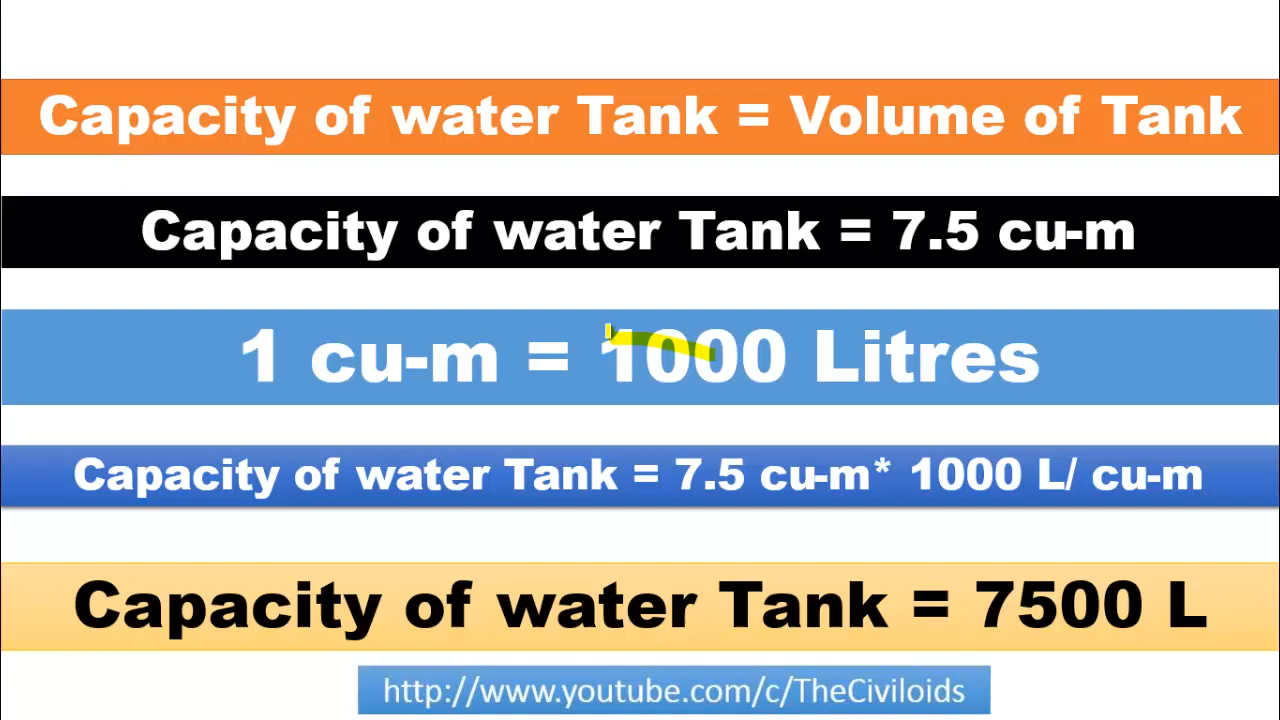 Capacity of water Tank = Volume of Tank
Capacity of water Tank = 7.5 cu-m
1 cu-m = 1000 Litres
Capacity of water Tank = 7.5 cu-m* 1000 L/ cu-m
Capacity of water Tank = 7500 L
http://www.youtube.com/c/TheCiviloids